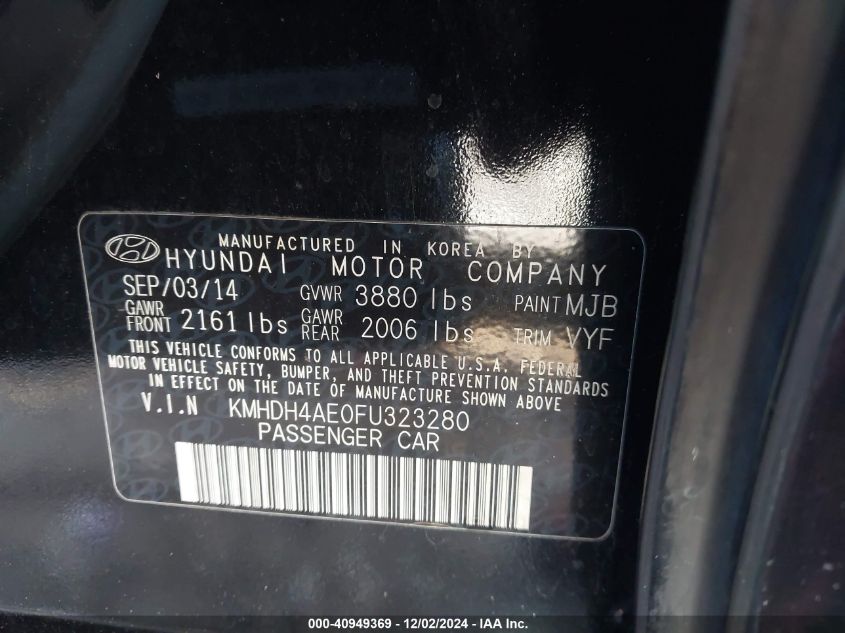 MANUFACTURED IN KOREA BY
HYUNDAI MOTOR COMPANY
SEP/03/14 GVWR 3880 lbs PAINT MJB
GAWR FRONT 2161 lbs GAWR REAR 2006 lbs TRIM VYF
THIS VEHICLE CONFORMS TO ALL APPLICABLE U.S.A. FEDERAL
MOTOR VEHICLE SAFETY, BUMPER, AND THEFT PREVENTION STANDARDS
IN EFFECT ON THE DATE OF MANUFACTURE SHOWN ABOVE
V.I.N KMHDH4AE0FU323280
PASSENGER CAR
000-40949369 - 12/02/2024 - IAA Inc.